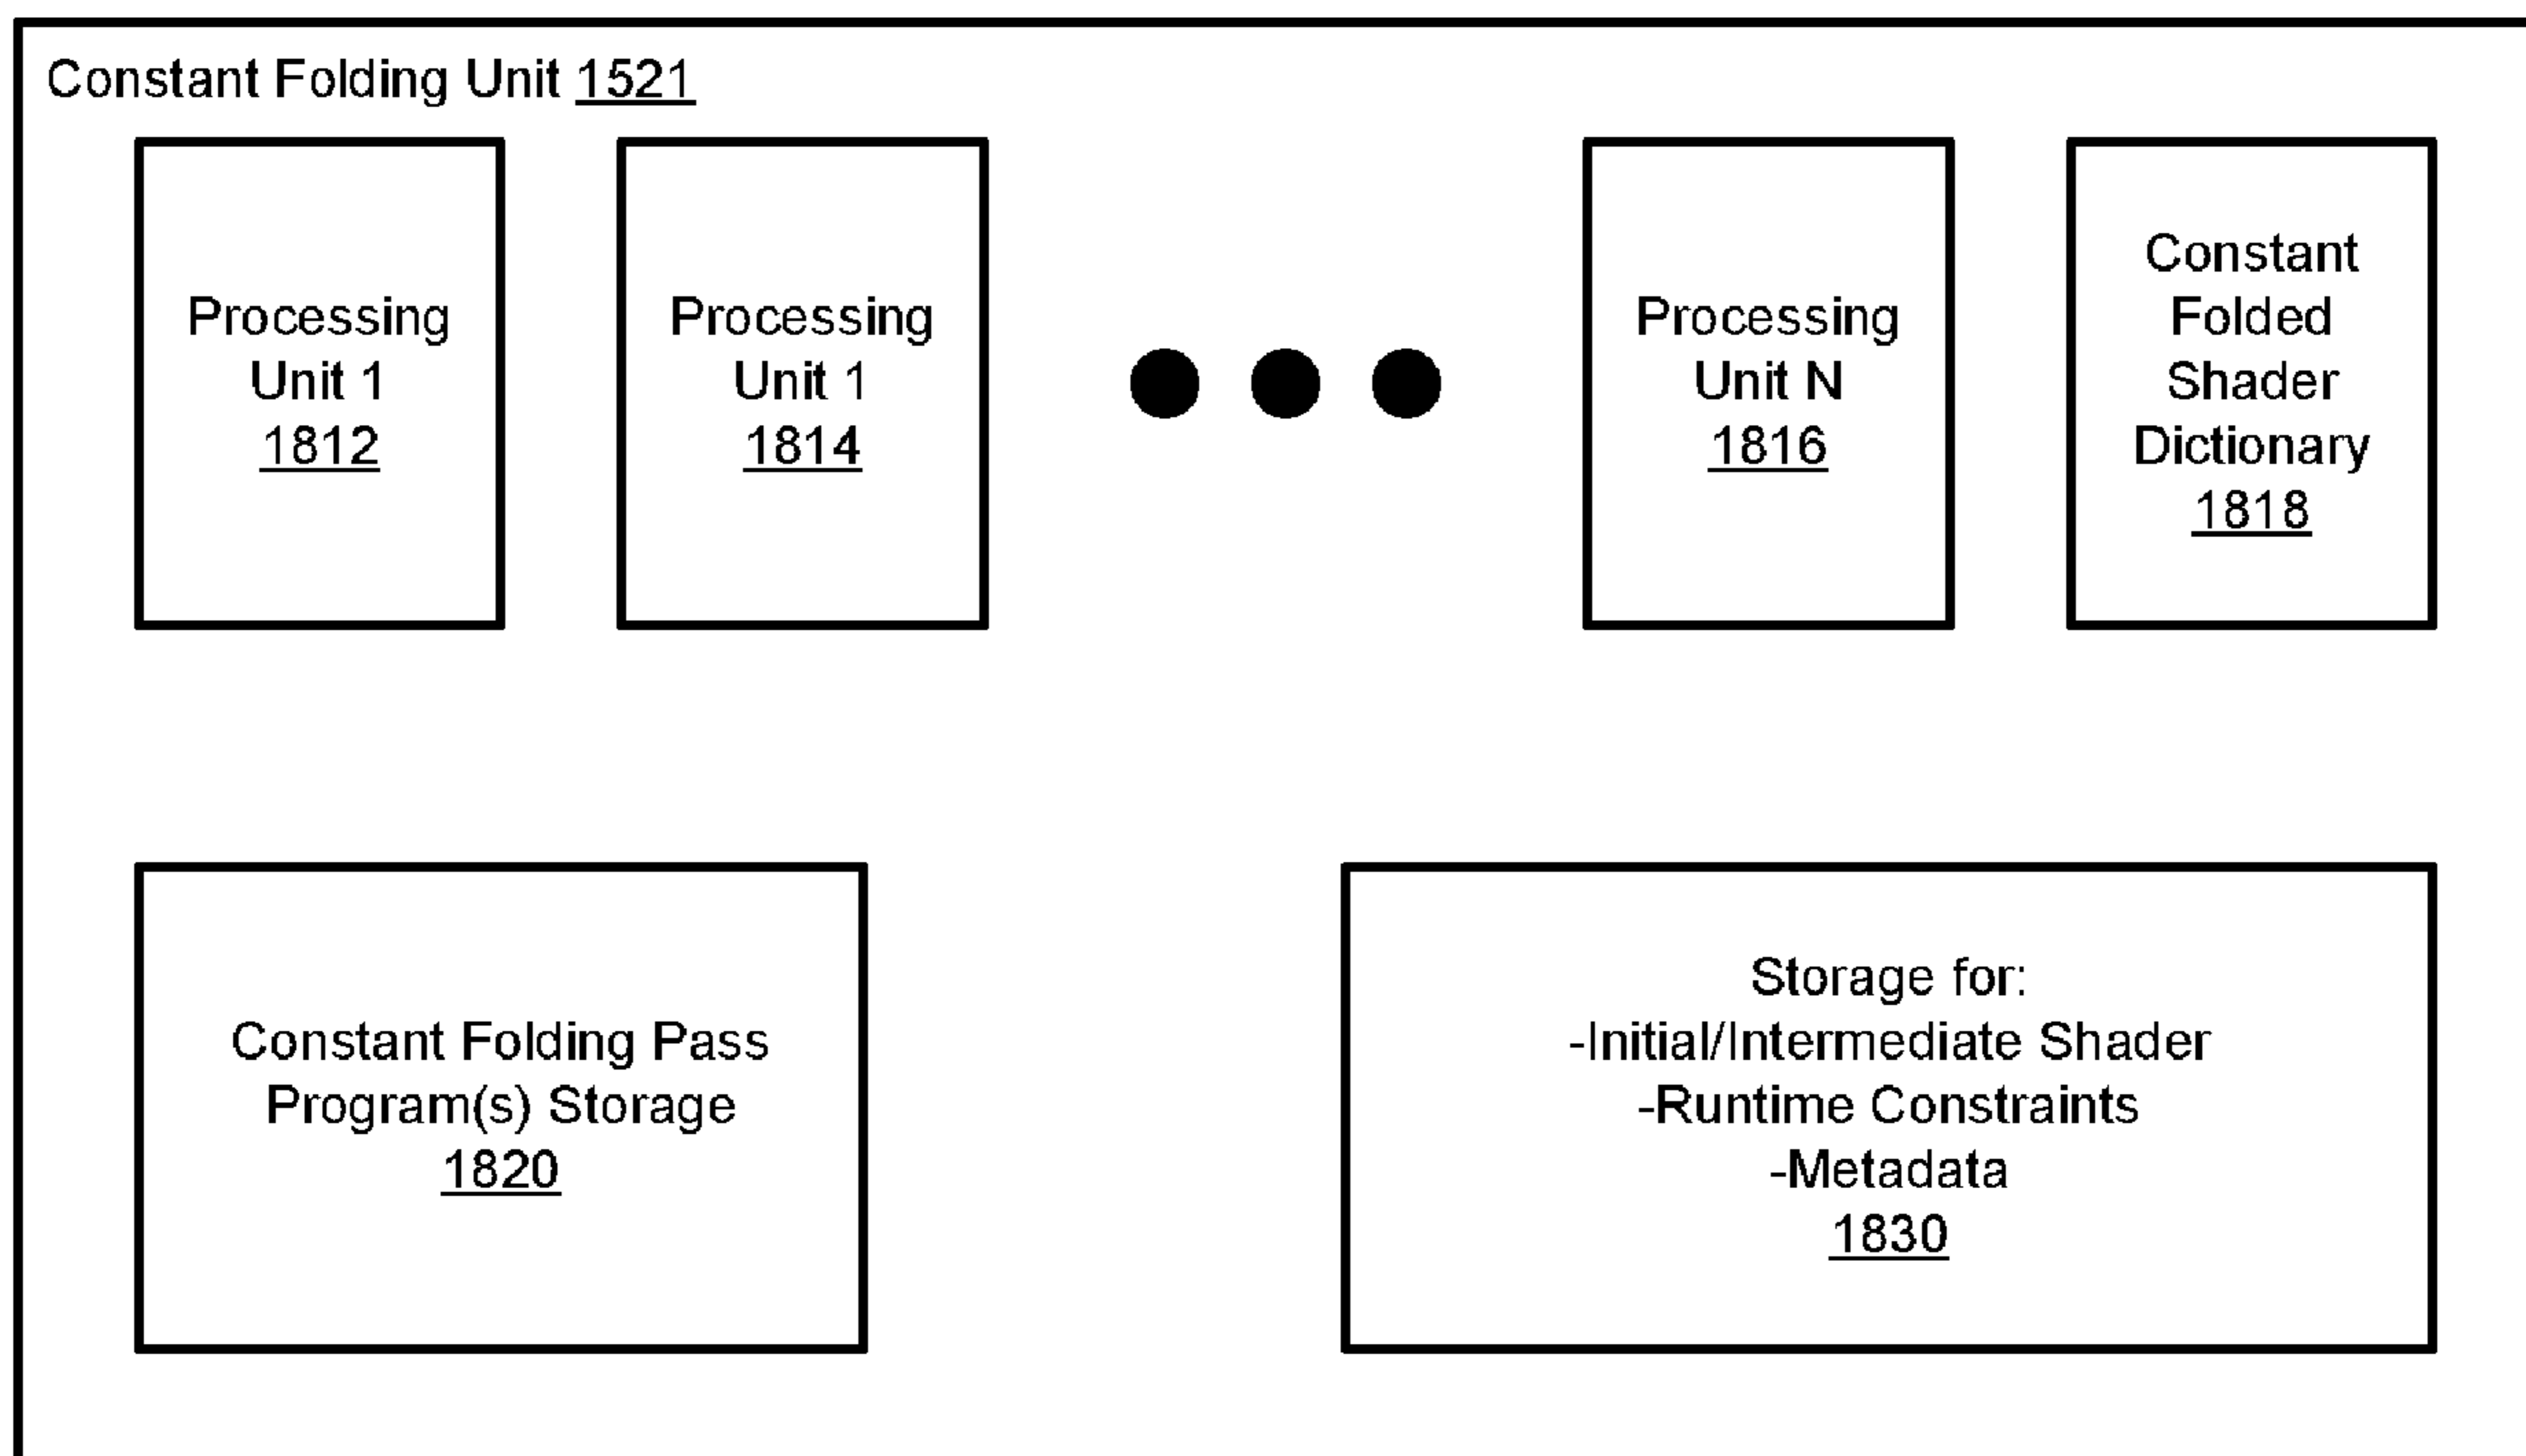 Constant Folding Unit 1521
Processing
Unit 1
1812
Processing
Unit 1
1814
Processing
Unit N
1816
Constant
Folded
Shader
Dictionary
1818
Constant Folding Pass
Program(s) Storage
1820
Storage for:
-Initial/Intermediate Shader
-Runtime Constraints
-Metadata
1830